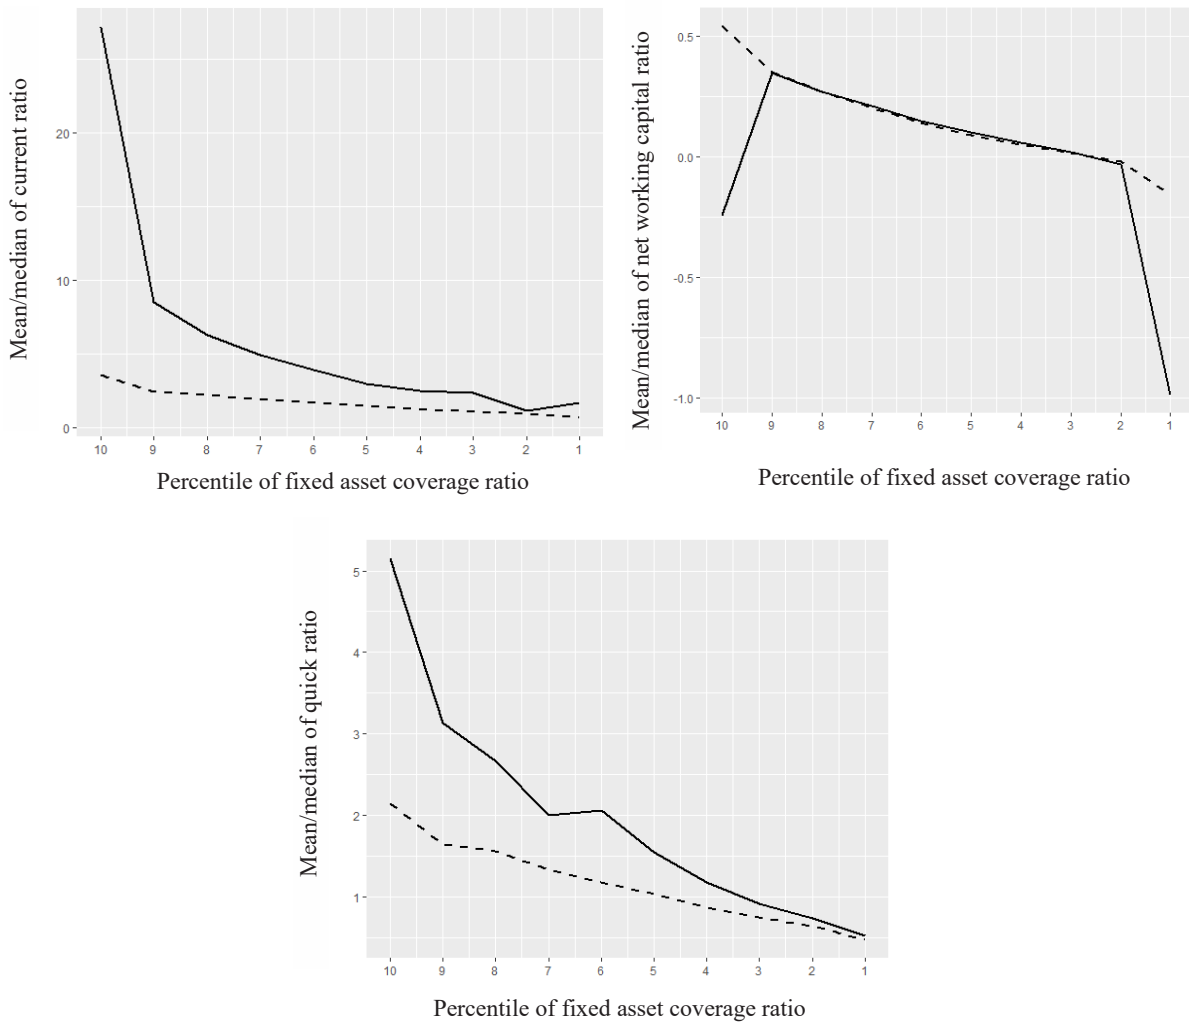 Mean/median of current ratio
20
10
0
10 9 8 7 6 5 4 3 2 1
Percentile of fixed asset coverage ratio
Mean/median of net working capital ratio
0.5
0.0
-0.5
-1.0
10 9 8 7 6 5 4 3 2 1
Percentile of fixed asset coverage ratio
Mean/median of quick ratio
5
4
3
2
1
10 9 8 7 6 5 4 3 2 1
Percentile of fixed asset coverage ratio